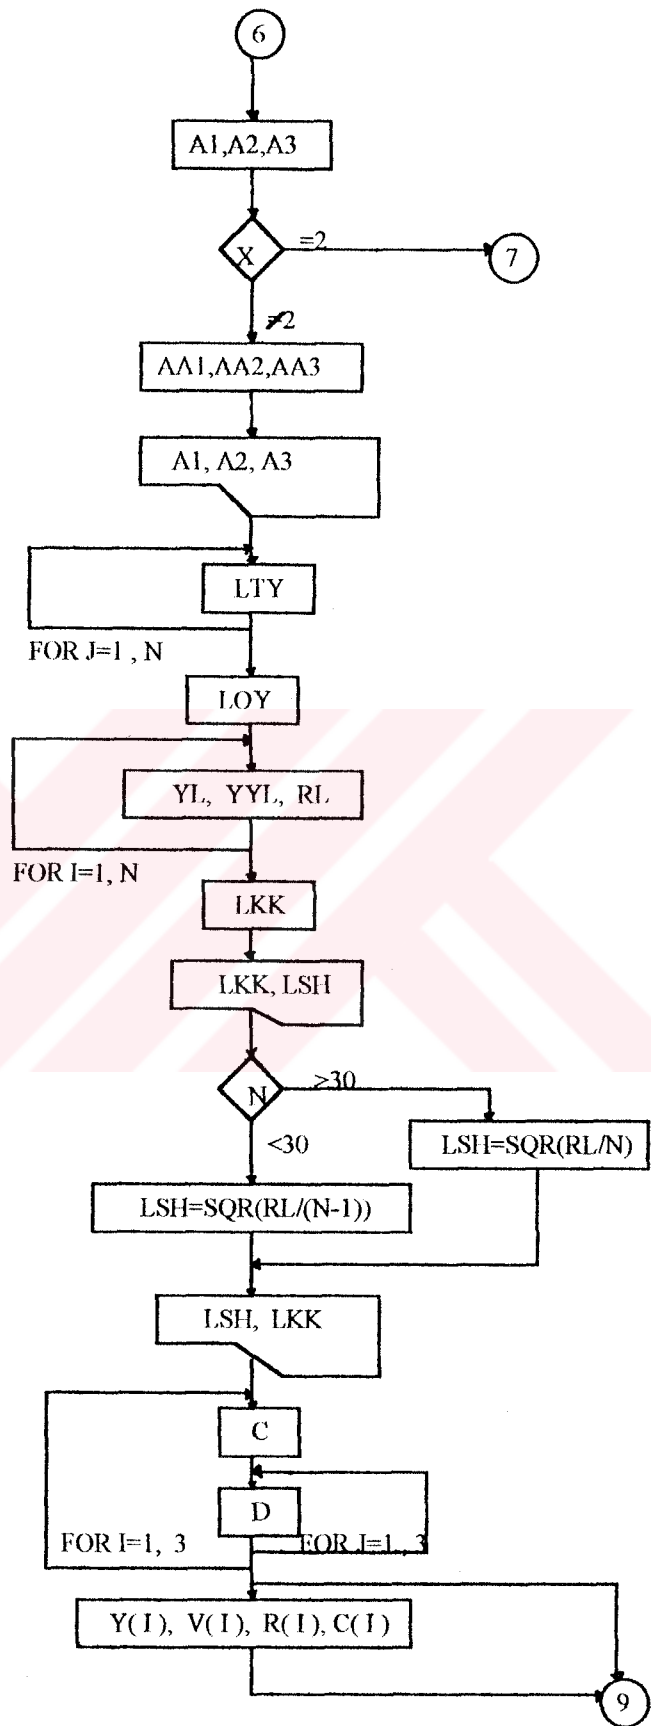 6
A1,A2,A3
X
=2
7
≠2
AA1,AA2,AA3
A1, A2, A3
LTY
FOR J=1 , N
LOY
YL, YYL, RL
FOR I=1, N
LKK
LKK, LSH
N
≥30
<30
LSH=SQR(RL/N)
LSH=SQR(RL/(N-1))
LSH, LKK
C
D
FOR I=1, 3
FOR J=1, 3
Y( I ), V( I ), R( I ), C( I )
9